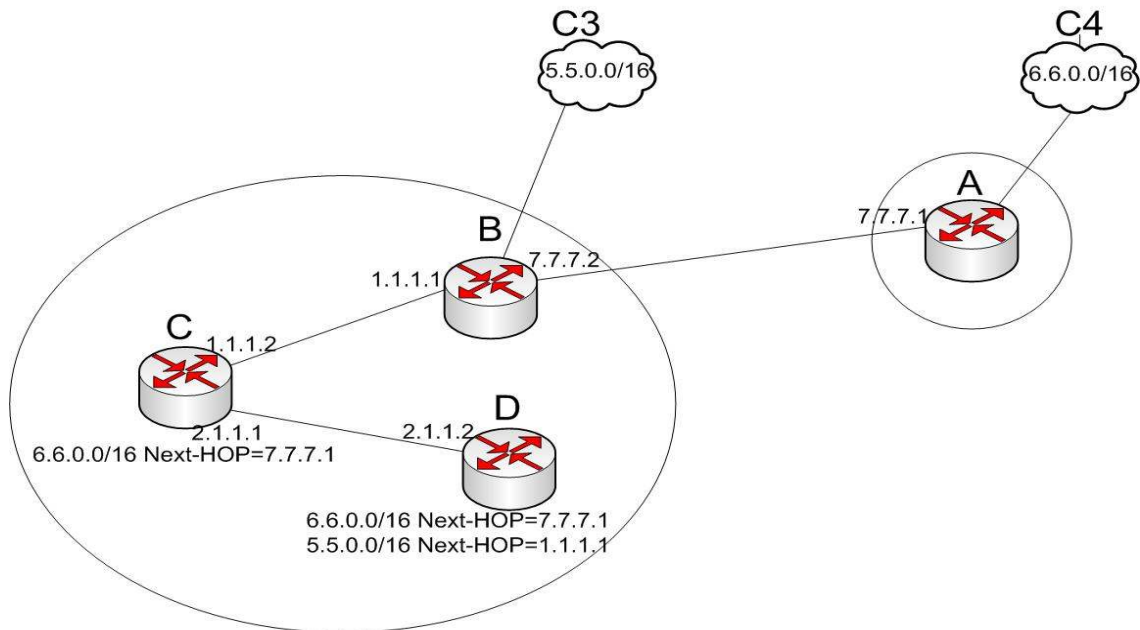 C3
C4
5.5.0.0/16
6.6.0.0/16
A
7.7.7.1
B
7.7.7.2
1.1.1.1
C
1.1.1.2
D
2.1.1.1
2.1.1.2
6.6.0.0/16 Next-HOP=7.7.7.1
6.6.0.0/16 Next-HOP=7.7.7.1
5.5.0.0/16 Next-HOP=1.1.1.1